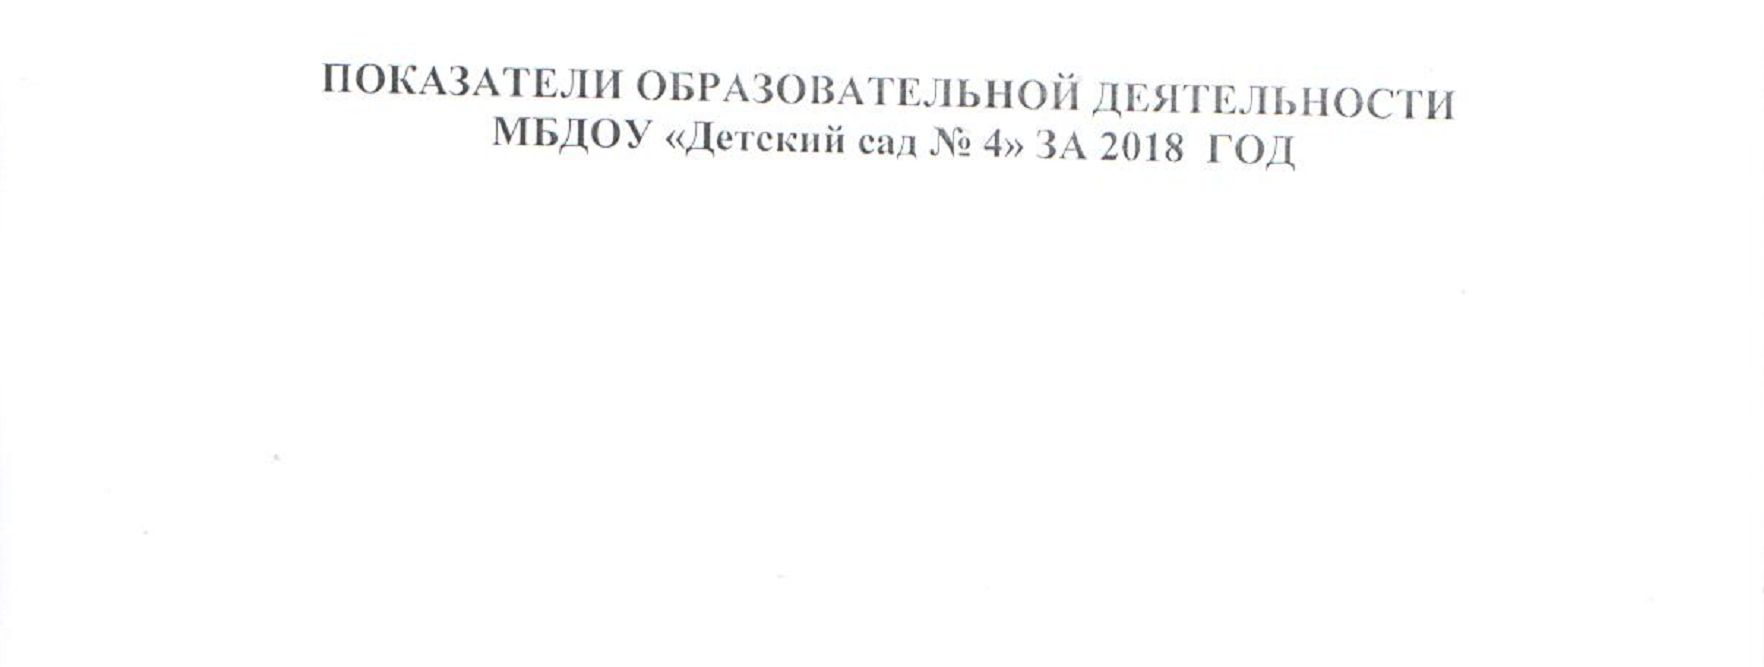 ПОКАЗАТЕЛИ ОБРАЗОВАТЕЛЬНОЙ ДЕЯТЕЛЬНОСТИ
МБДОУ «Детский сад № 4» ЗА 2018 ГОД